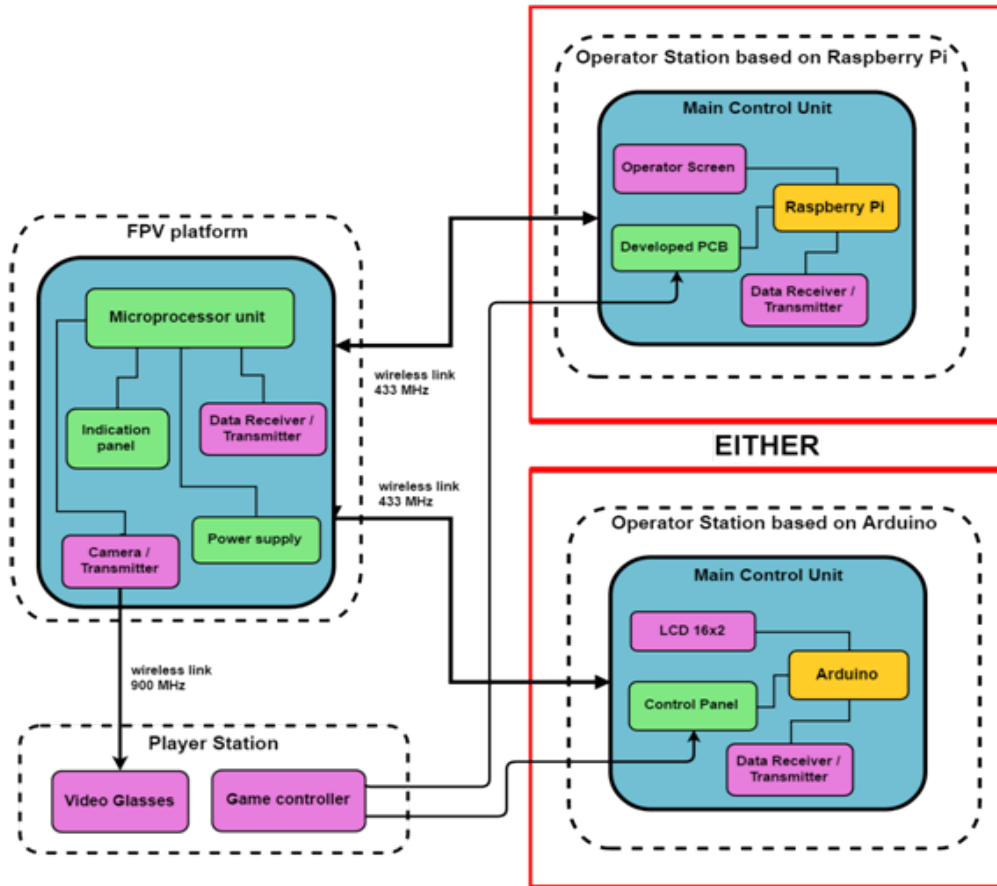 Operator Station based on Raspberry Pi
Main Control Unit
Operator Screen
Raspberry Pi
Developed PCB
Data Receiver /
Transmitter
FPV platform
Microprocessor unit
Indication
panel
Data Receiver /
Transmitter
Camera /
Transmitter
Power supply
wireless link
433 MHz
wireless link
433 MHz
EITHER
Operator Station based on Arduino
Main Control Unit
LCD 16x2
Arduino
Control Panel
Data Receiver /
Transmitter
wireless link
900 MHz
Player Station
Video Glasses
Game controller